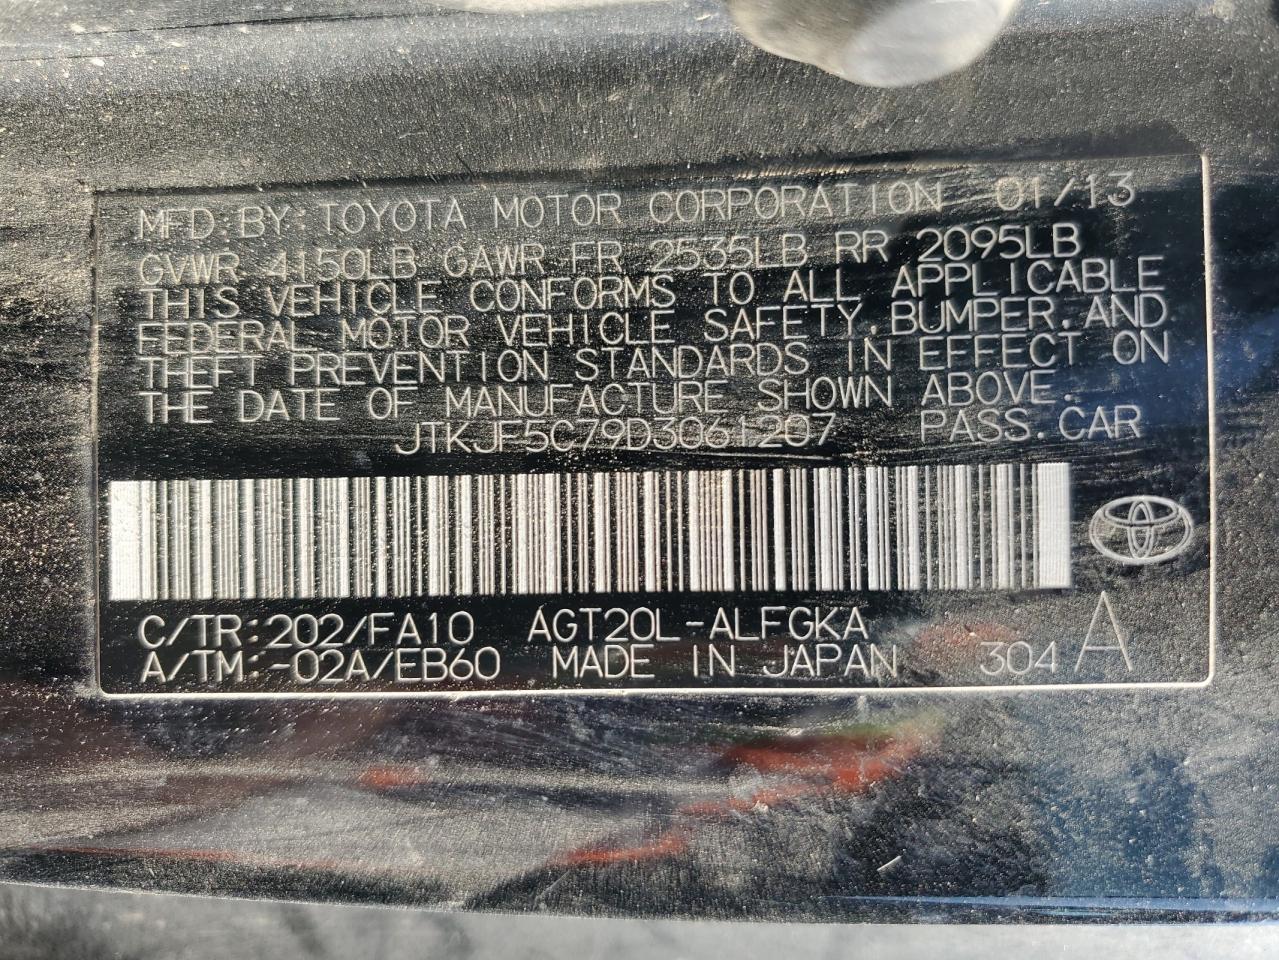 MFD.BY:TOYOTA MOTOR CORPORATION 01/13
GVWR 4150LB GAWR FR 2535LB RR 2095LB
THIS VEHICLE CONFORMS TO ALL APPLICABLE
FEDERAL MOTOR VEHICLE SAFETY,BUMPER,AND
THEFT PREVENTION STANDARDS IN EFFECT ON
THE DATE OF MANUFACTURE SHOWN ABOVE.
JTKJF5C79D3061207 PASS.CAR
C/TR:202/FA10 AGT20L-ALFGKA
A/TM:-02A/EB60 MADE IN JAPAN 304 A